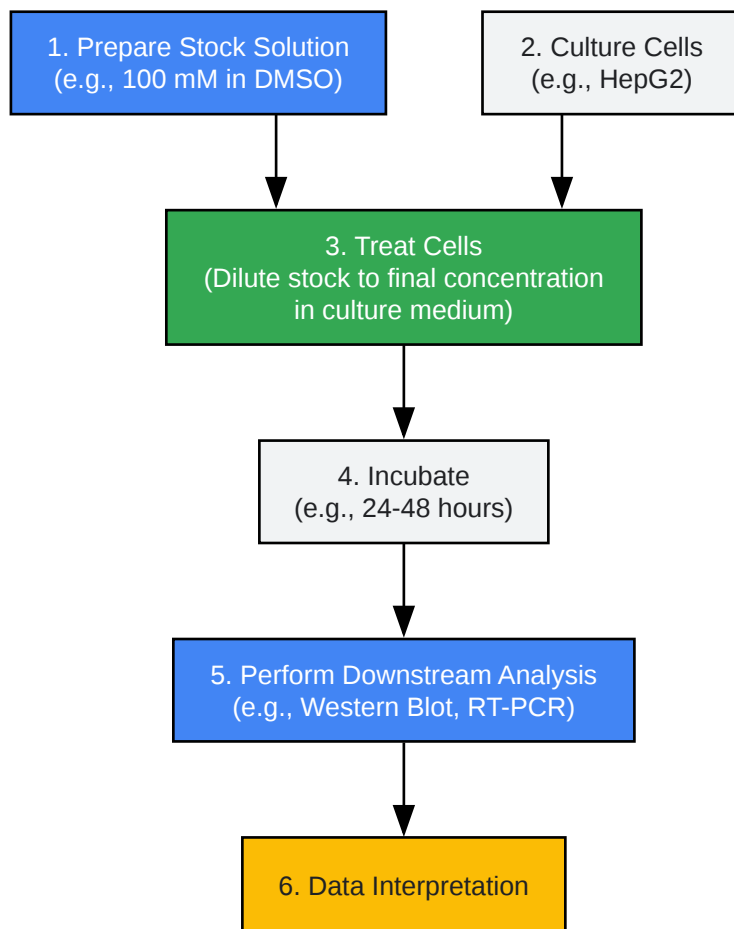 1. Prepare Stock Solution
(e.g., 100 mM in DMSO)
2. Culture Cells
(e.g., HepG2)
3. Treat Cells
(Dilute stock to final concentration
in culture medium)
4. Incubate
(e.g., 24-48 hours)
5. Perform Downstream Analysis
(e.g., Western Blot, RT-PCR)
6. Data Interpretation